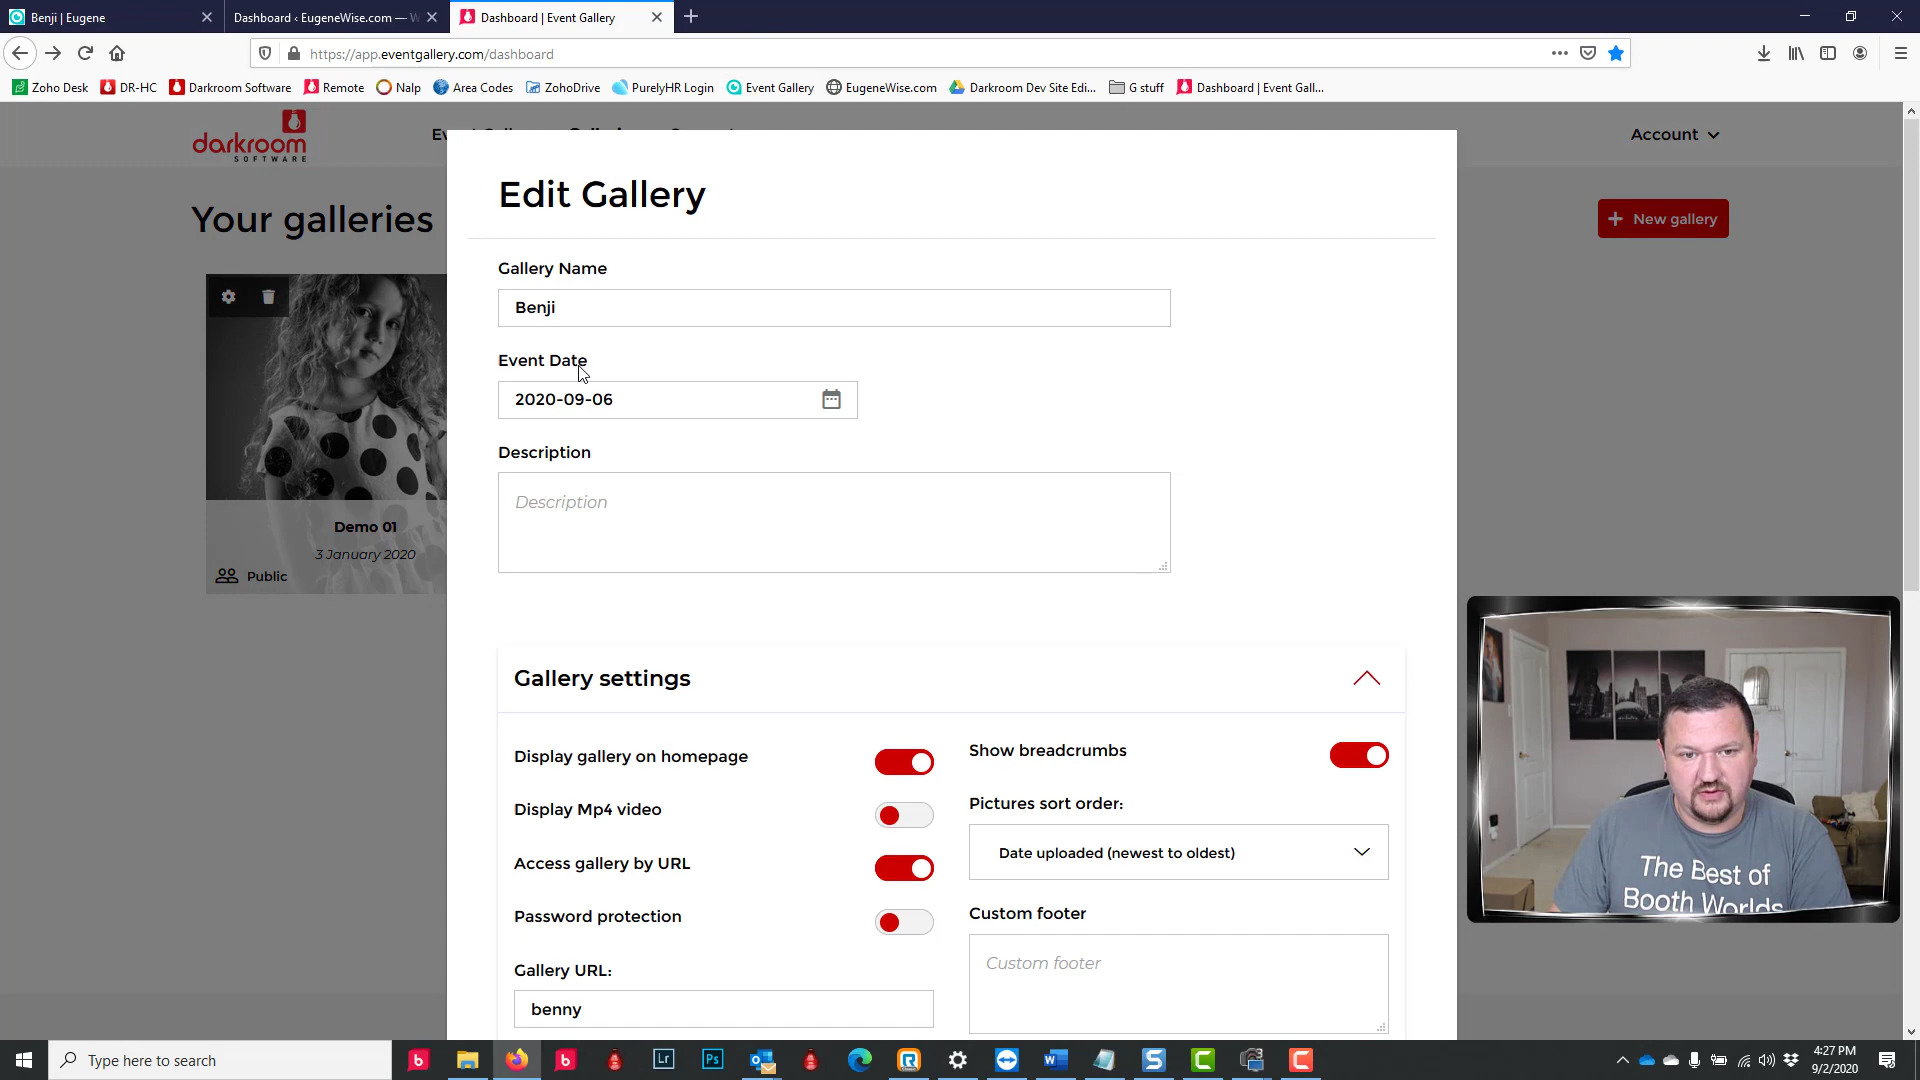 Benji | Eugene
Dashboard ‹ EugeneWise.com — W
Dashboard | Event Gallery
https://app.eventgallery.com/dashboard
Zoho Desk
DR-HC
Darkroom Software
Remote
Nalp
Area Codes
ZohoDrive
PurelyHR Login
Event Gallery
EugeneWise.com
Darkroom Dev Site Edi...
G stuff
Dashboard | Event Gall...
darkroom
SOFTWARE
Account
Your galleries
New gallery
Edit Gallery
Gallery Name
Benji
Event Date
2020-09-06
Description
Description
Demo 01
3 January 2020
Public
Gallery settings
Display gallery on homepage
Show breadcrumbs
Display Mp4 video
Pictures sort order:
Date uploaded (newest to oldest)
Access gallery by URL
Password protection
Custom footer
Custom footer
Gallery URL:
benny
The Best of
Booth Worlds
Type here to search
Lr
Ps
4:27 PM
9/2/2020